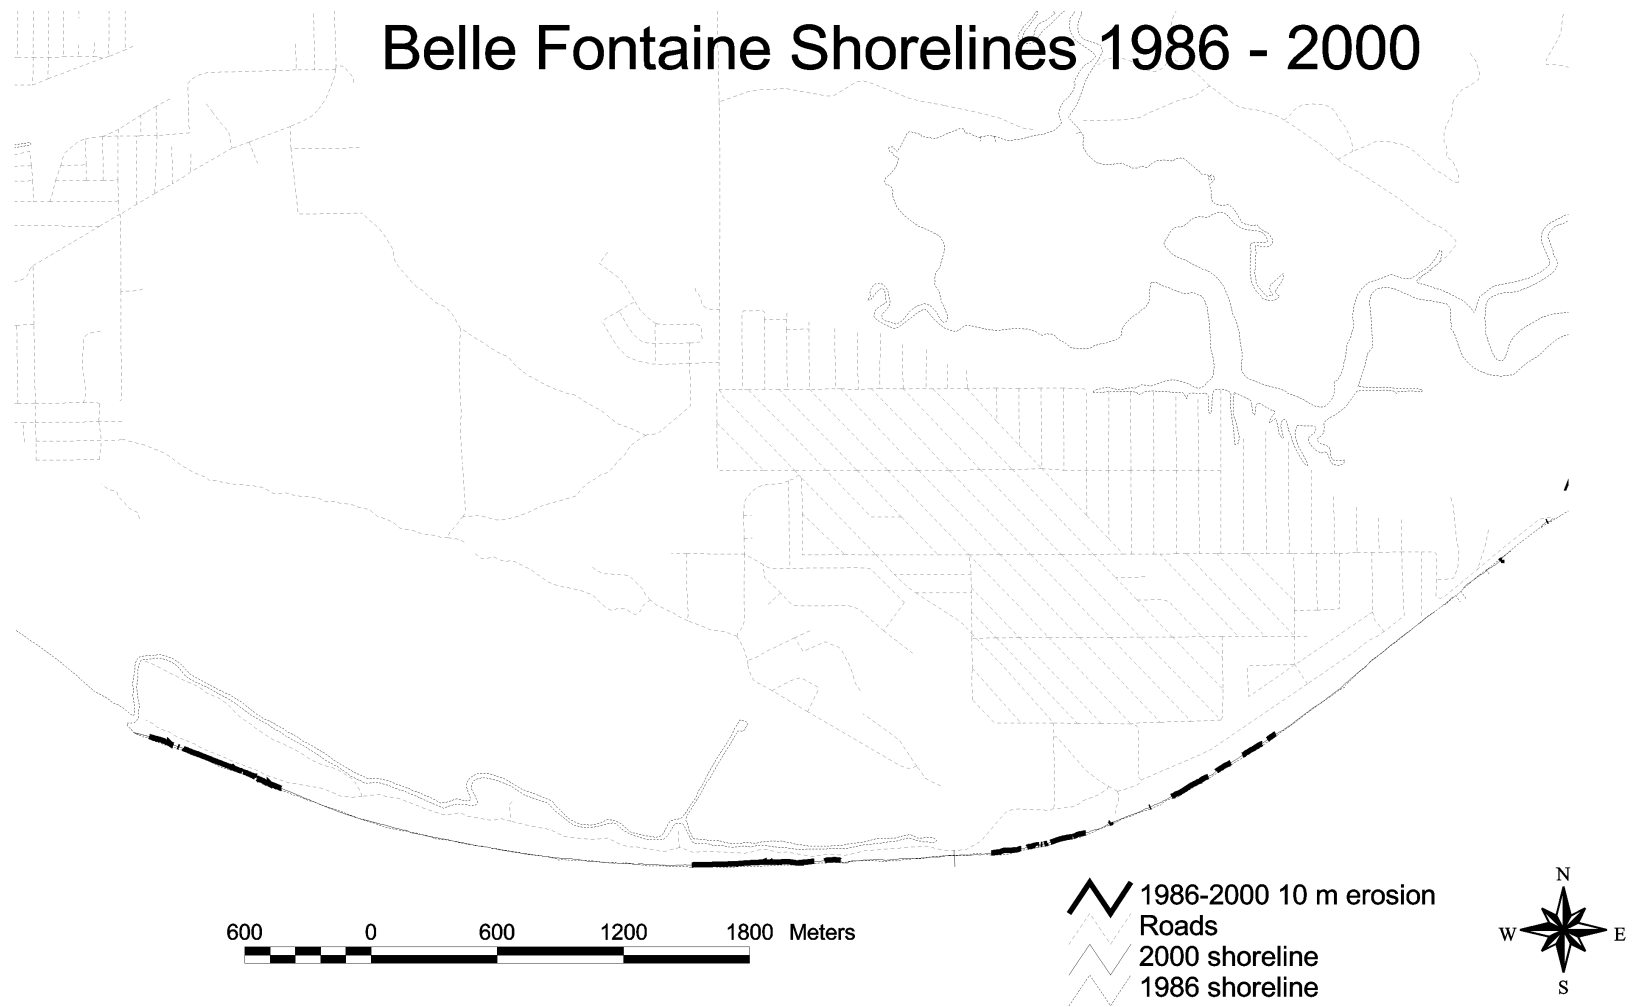 Belle Fontaine Shorelines 1986 - 2000
1986-2000 10 m erosion
Roads
2000 shoreline
1986 shoreline
600 0 600 1200 1800 Meters
N
W E
S